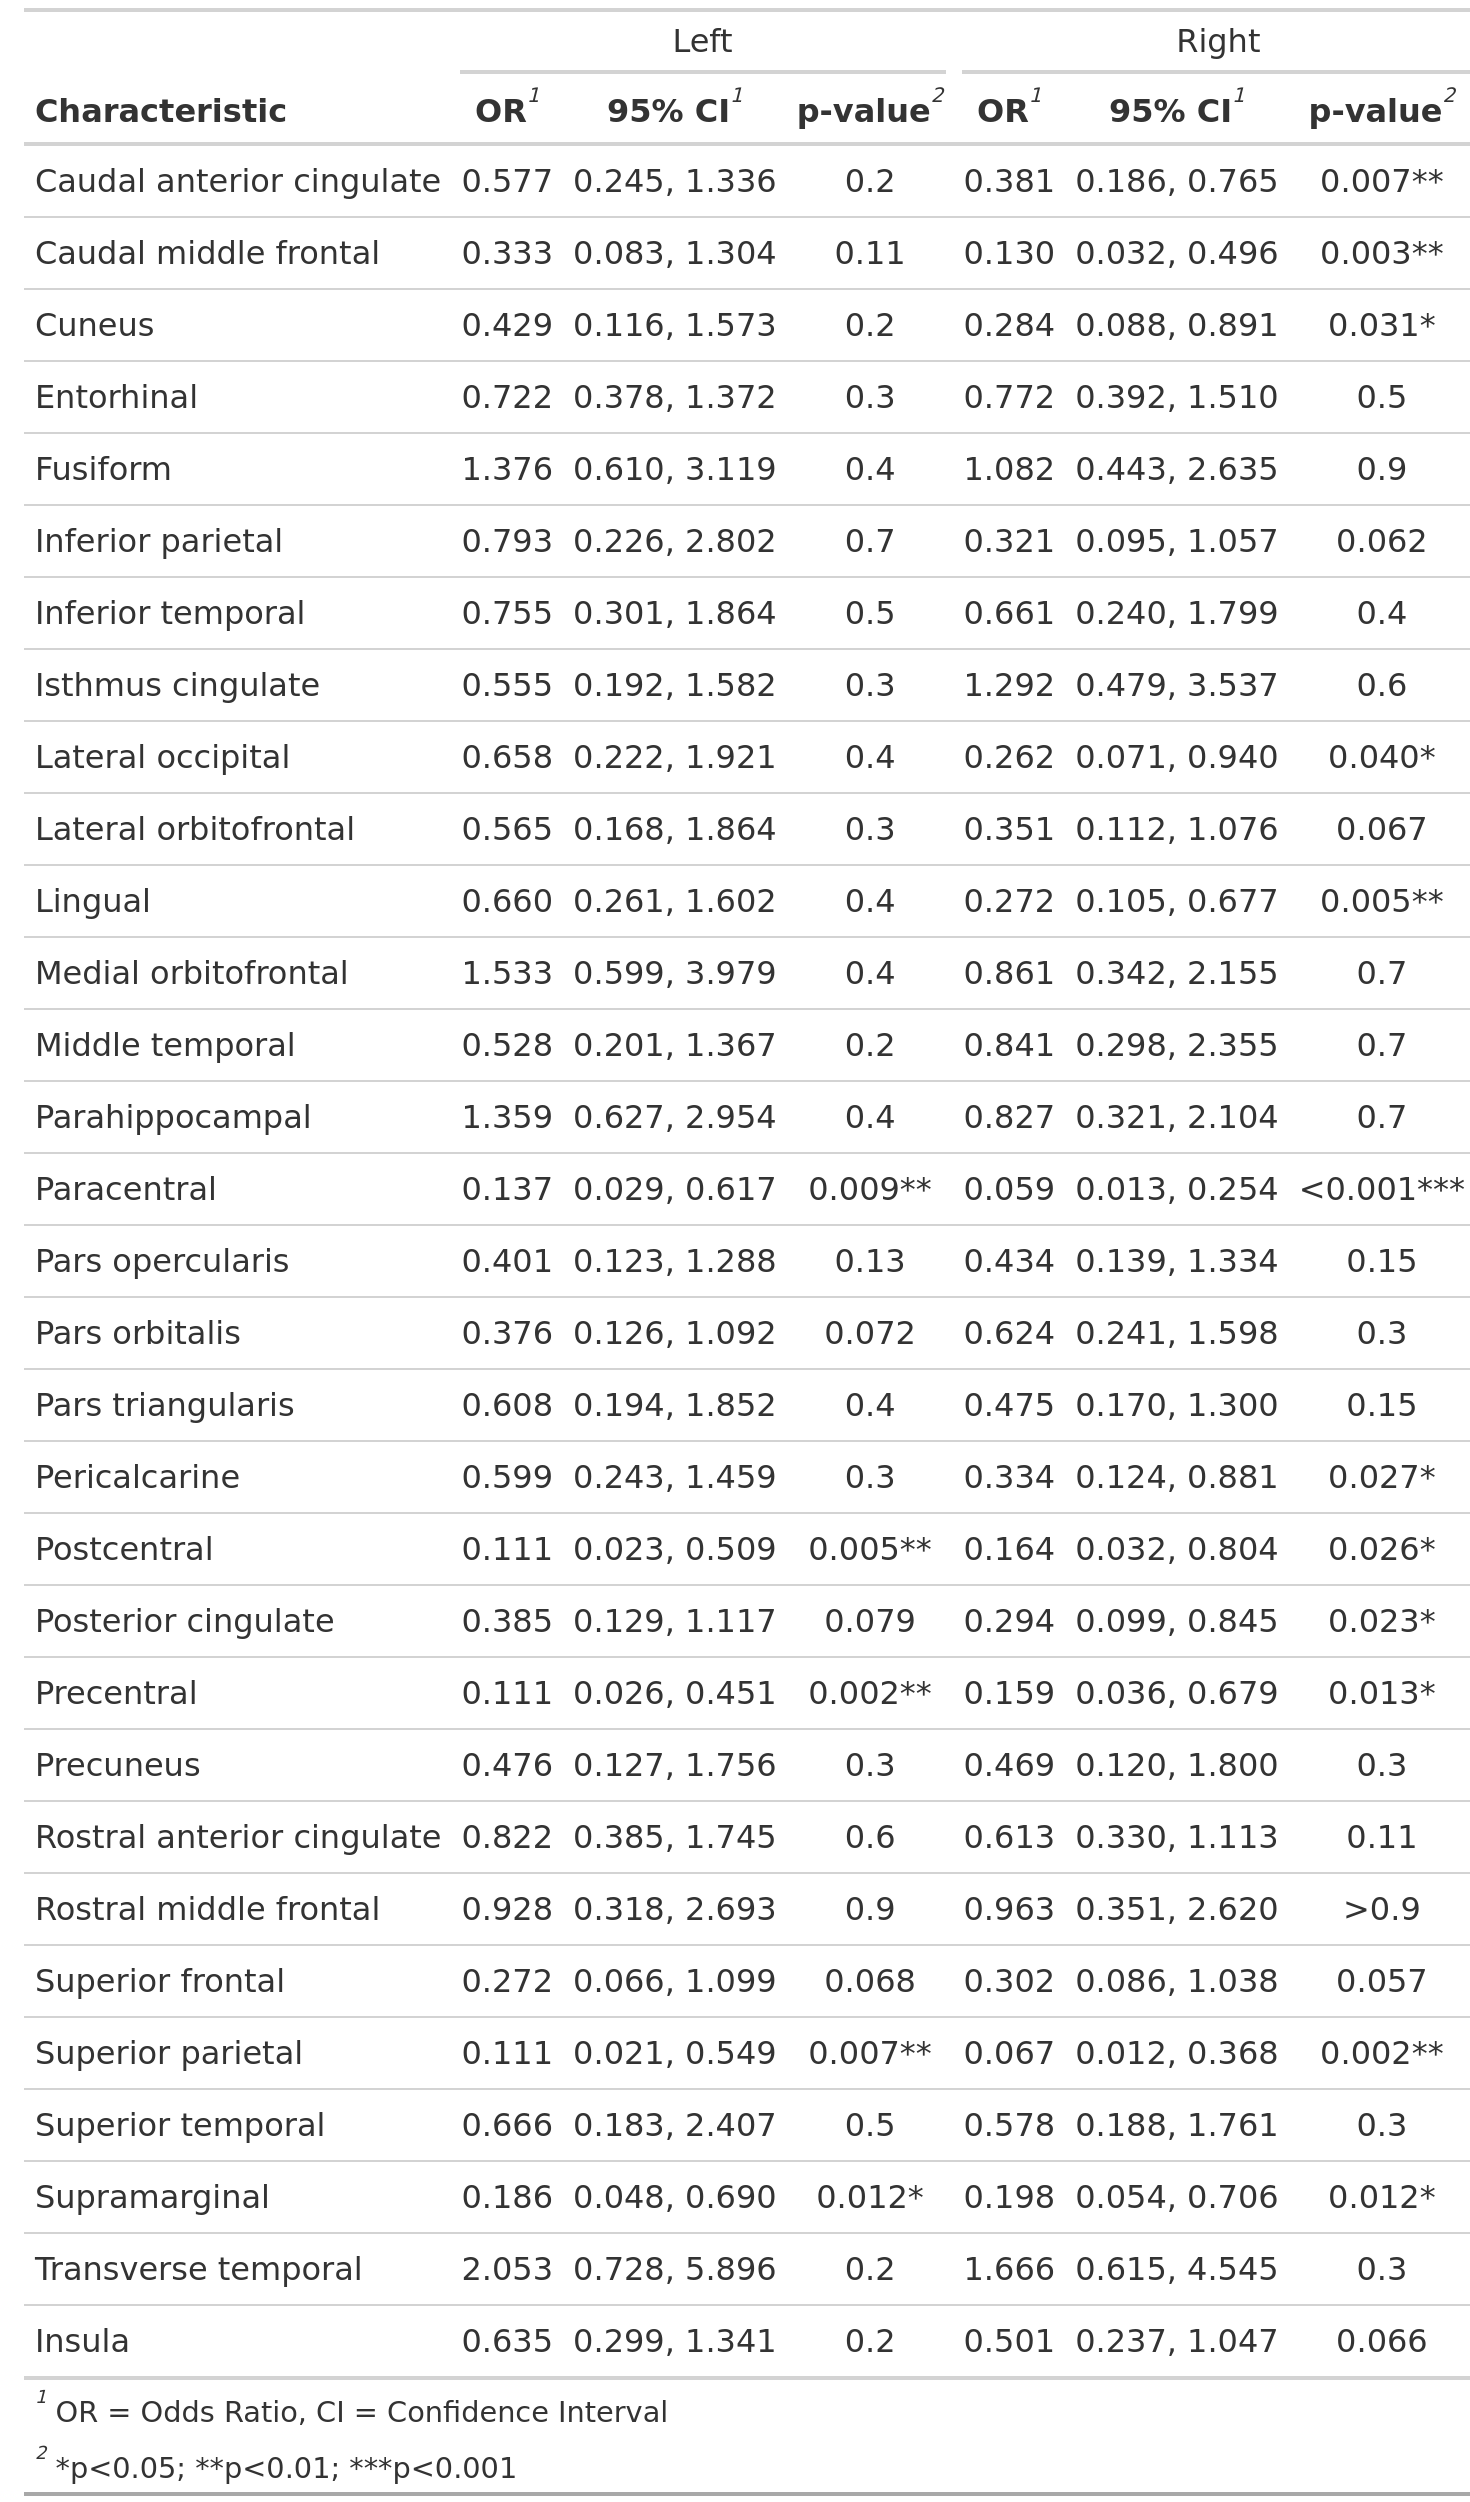 Left Right
Characteristic OR1 95% CI1 p-value2 OR1 95% CI1 p-value2
Caudal anterior cingulate 0.577 0.245, 1.336 0.2 0.381 0.186, 0.765 0.007**
Caudal middle frontal 0.333 0.083, 1.304 0.11 0.130 0.032, 0.496 0.003**
Cuneus 0.429 0.116, 1.573 0.2 0.284 0.088, 0.891 0.031*
Entorhinal 0.722 0.378, 1.372 0.3 0.772 0.392, 1.510 0.5
Fusiform 1.376 0.610, 3.119 0.4 1.082 0.443, 2.635 0.9
Inferior parietal 0.793 0.226, 2.802 0.7 0.321 0.095, 1.057 0.062
Inferior temporal 0.755 0.301, 1.864 0.5 0.661 0.240, 1.799 0.4
Isthmus cingulate 0.555 0.192, 1.582 0.3 1.292 0.479, 3.537 0.6
Lateral occipital 0.658 0.222, 1.921 0.4 0.262 0.071, 0.940 0.040*
Lateral orbitofrontal 0.565 0.168, 1.864 0.3 0.351 0.112, 1.076 0.067
Lingual 0.660 0.261, 1.602 0.4 0.272 0.105, 0.677 0.005**
Medial orbitofrontal 1.533 0.599, 3.979 0.4 0.861 0.342, 2.155 0.7
Middle temporal 0.528 0.201, 1.367 0.2 0.841 0.298, 2.355 0.7
Parahippocampal 1.359 0.627, 2.954 0.4 0.827 0.321, 2.104 0.7
Paracentral 0.137 0.029, 0.617 0.009** 0.059 0.013, 0.254 <0.001***
Pars opercularis 0.401 0.123, 1.288 0.13 0.434 0.139, 1.334 0.15
Pars orbitalis 0.376 0.126, 1.092 0.072 0.624 0.241, 1.598 0.3
Pars triangularis 0.608 0.194, 1.852 0.4 0.475 0.170, 1.300 0.15
Pericalcarine 0.599 0.243, 1.459 0.3 0.334 0.124, 0.881 0.027*
Postcentral 0.111 0.023, 0.509 0.005** 0.164 0.032, 0.804 0.026*
Posterior cingulate 0.385 0.129, 1.117 0.079 0.294 0.099, 0.845 0.023*
Precentral 0.111 0.026, 0.451 0.002** 0.159 0.036, 0.679 0.013*
Precuneus 0.476 0.127, 1.756 0.3 0.469 0.120, 1.800 0.3
Rostral anterior cingulate 0.822 0.385, 1.745 0.6 0.613 0.330, 1.113 0.11
Rostral middle frontal 0.928 0.318, 2.693 0.9 0.963 0.351, 2.620 >0.9
Superior frontal 0.272 0.066, 1.099 0.068 0.302 0.086, 1.038 0.057
Superior parietal 0.111 0.021, 0.549 0.007** 0.067 0.012, 0.368 0.002**
Superior temporal 0.666 0.183, 2.407 0.5 0.578 0.188, 1.761 0.3
Supramarginal 0.186 0.048, 0.690 0.012* 0.198 0.054, 0.706 0.012*
Transverse temporal 2.053 0.728, 5.896 0.2 1.666 0.615, 4.545 0.3
Insula 0.635 0.299, 1.341 0.2 0.501 0.237, 1.047 0.066
1 OR = Odds Ratio, CI = Confidence Interval
2 *p<0.05; **p<0.01; ***p<0.001